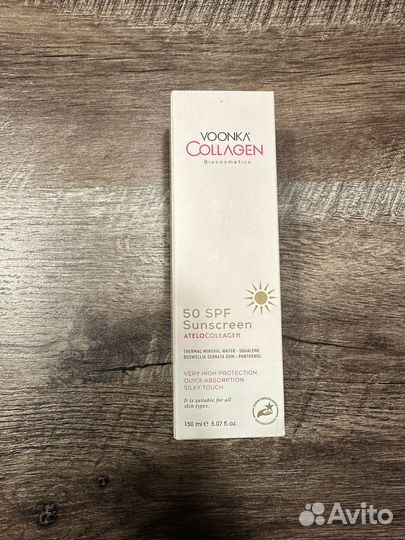 VOONKA
COLLAGEN
Biocosmetics
50 SPF
Sunscreen
ATELOCOLLAGEN
THERMAL MINERAL WATER - SQUALENE
BOSWELLIA SERRATA GUM - PANTHENOL
VERY HIGH PROTECTION
QUICK ABSORPTION
SILKY TOUCH
It is suitable for all
skin types.
150 ml e 5.07 fl. oz.
Avito